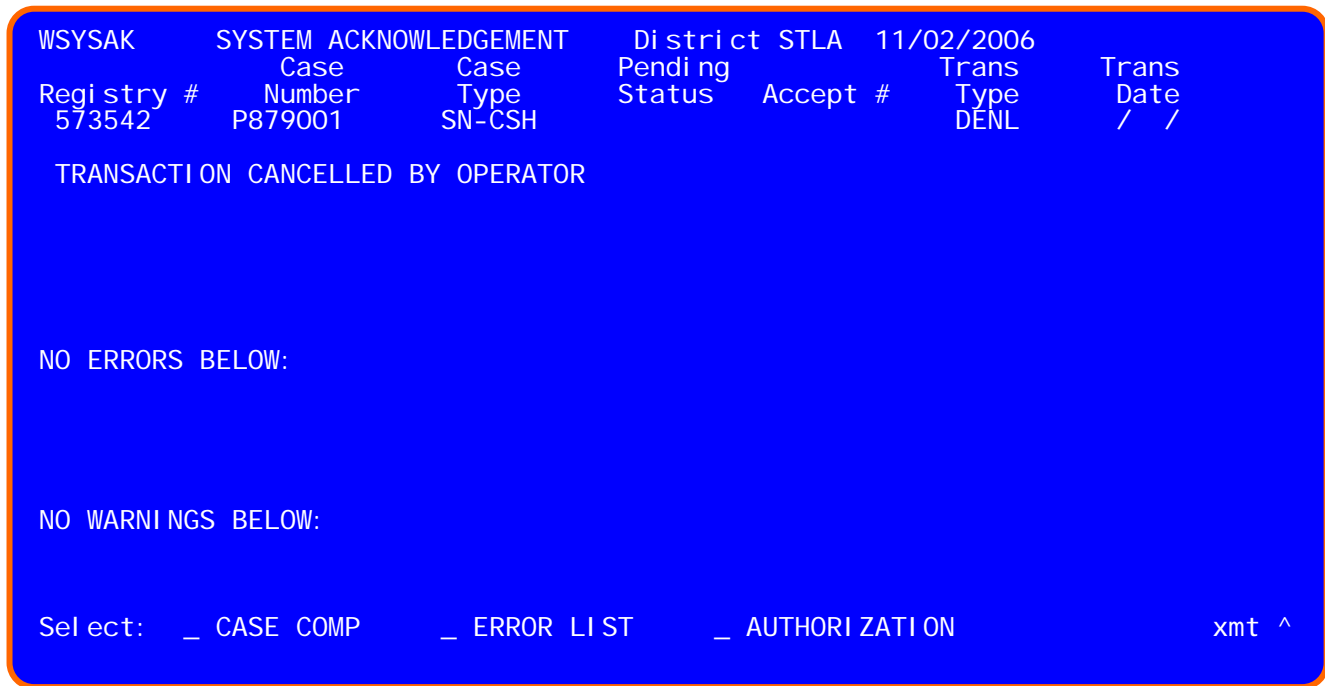 WSYSAK SYSTEM ACKNOWLEDGEMENT District STLA 11/02/2006
Case Case Pending Trans Trans
Registry # Number Type Status Accept # Type Date
573542 P879001 SN-CSH DENL / /
TRANSACTION CANCELLED BY OPERATOR
NO ERRORS BELOW:
NO WARNINGS BELOW:
Select: _ CASE COMP _ ERROR LIST _ AUTHORIZATION xmt ^